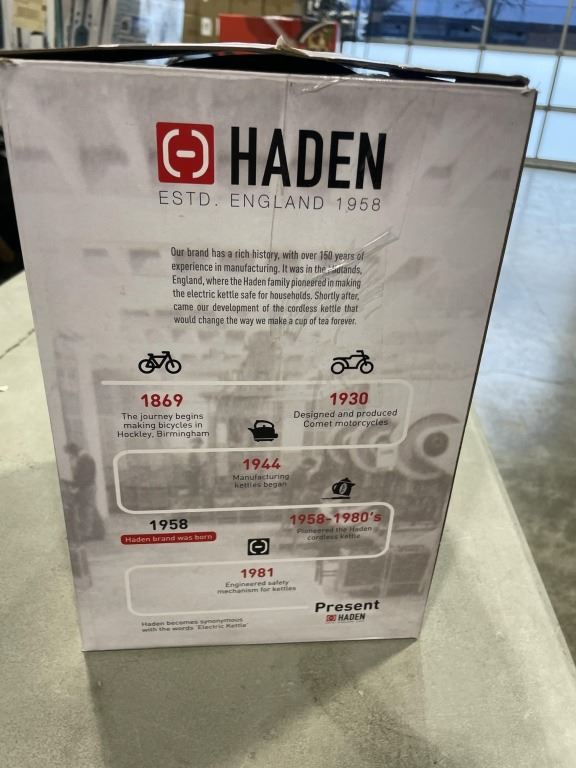 HADEN
ESTD. ENGLAND 1958
Our brand has a rich history, with over 150 years of
experience in manufacturing. It was in the Midlands,
England, where the Haden family pioneered in making
the electric kettle safe for households. Shortly after,
came our development of the cordless kettle that
would change the way we make a cup of tea forever.
1869
The journey begins
making bicycles in
Hockley, Birmingham
1930
Designed and produced
Comet motorcycles
1944
Manufacturing
kettles began
1958
Haden brand was born
1958-1980's
Pioneered the Haden
cordless kettle
1981
Engineered safety
mechanism for kettles
Present
HADEN
Haden becomes synonymous
with the words 'Electric Kettle'